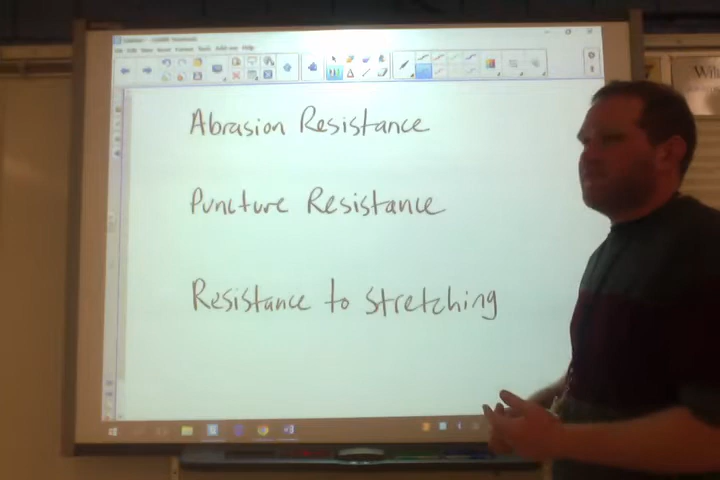 Abrasion Resistance
Puncture Resistance
Resistance to stretching